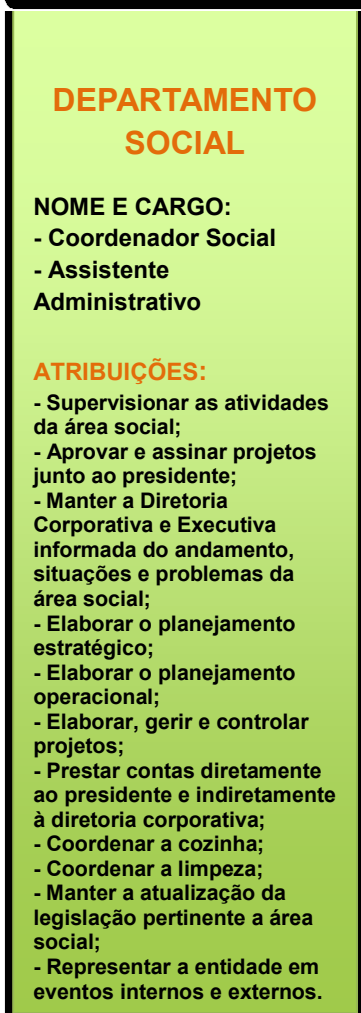 DEPARTAMENTO
SOCIAL
NOME E CARGO:
- Coordenador Social
- Assistente
Administrativo
ATRIBUIÇÕES:
- Supervisionar as atividades
da área social;
- Aprovar e assinar projetos
junto ao presidente;
- Manter a Diretoria
Corporativa e Executiva
informada do andamento,
situações e problemas da
área social;
- Elaborar o planejamento
estratégico;
- Elaborar o planejamento
operacional;
- Elaborar, gerir e controlar
projetos;
- Prestar contas diretamente
ao presidente e indiretamente
à diretoria corporativa;
- Coordenar a cozinha;
- Coordenar a limpeza;
- Manter a atualização da
legislação pertinente a área
social;
- Representar a entidade em
eventos internos e externos.